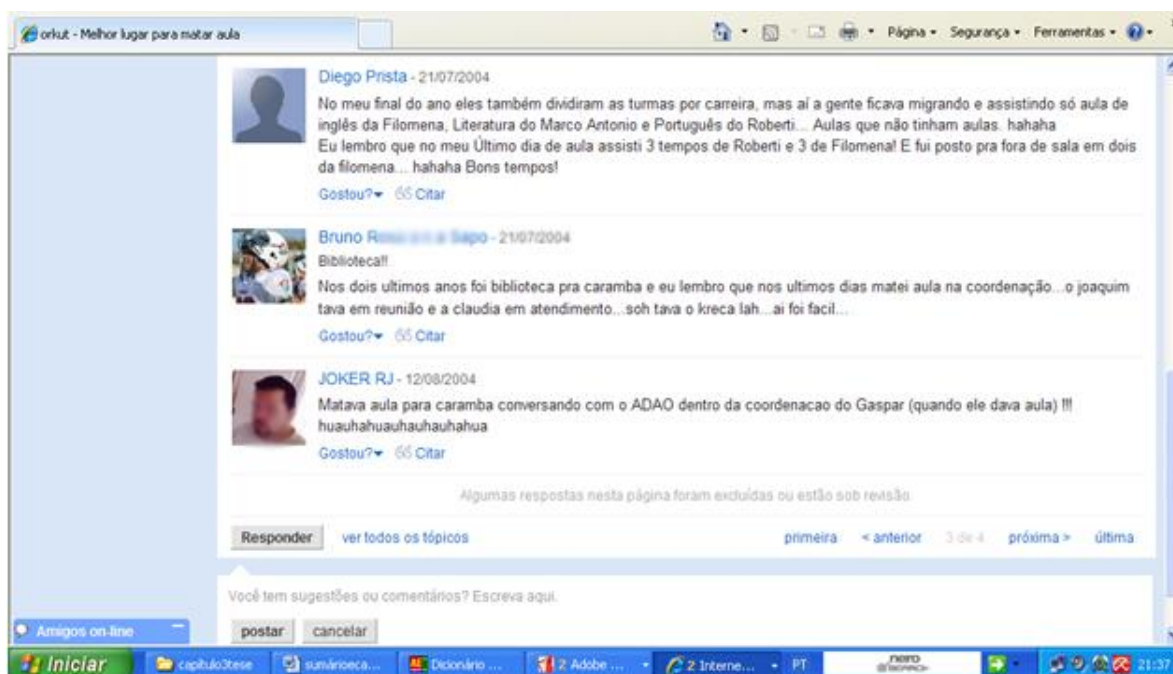 orkut - Melhor lugar para matar aula
Página Segurança Ferramentas
Diego Prista - 21/07/2004
No meu final do ano eles também dividiram as turmas por carreira, mas aí a gente ficava migrando e assistindo só aula de
inglês da Filomena, Literatura do Marco Antonio e Português do Roberti... Aulas que não tinham aulas. hahaha
Eu lembro que no meu Último dia de aula assisti 3 tempos de Roberti e 3 de Filomena! E fui posto pra fora de sala em dois
da filomena... hahaha Bons tempos!
Gostou? Citar
Bruno Sapo - 21/07/2004
Biblioteca!!
Nos dois ultimos anos foi biblioteca pra caramba e eu lembro que nos ultimos dias matei aula na coordenação...o joaquim
tava em reunião e a claudia em atendimento...soh tava o kreca lah...ai foi facil...
Gostou? Citar
JOKER RJ - 12/08/2004
Matava aula para caramba conversando com o ADAO dentro da coordenacao do Gaspar (quando ele dava aula) !!!
huauhahuauhauhauhahua
Gostou? Citar
Algumas respostas nesta página foram excluídas ou estão sob revisão.
Responder ver todos os tópicos primeira < anterior 3 de 4 próxima > última
Você tem sugestões ou comentários? Escreva aqui.
postar cancelar
Amigos on-line
Iniciar capitulo3tese sumárioeca... Dicionário ... 2 Adobe ... 2 Interne... PT nero 21:37